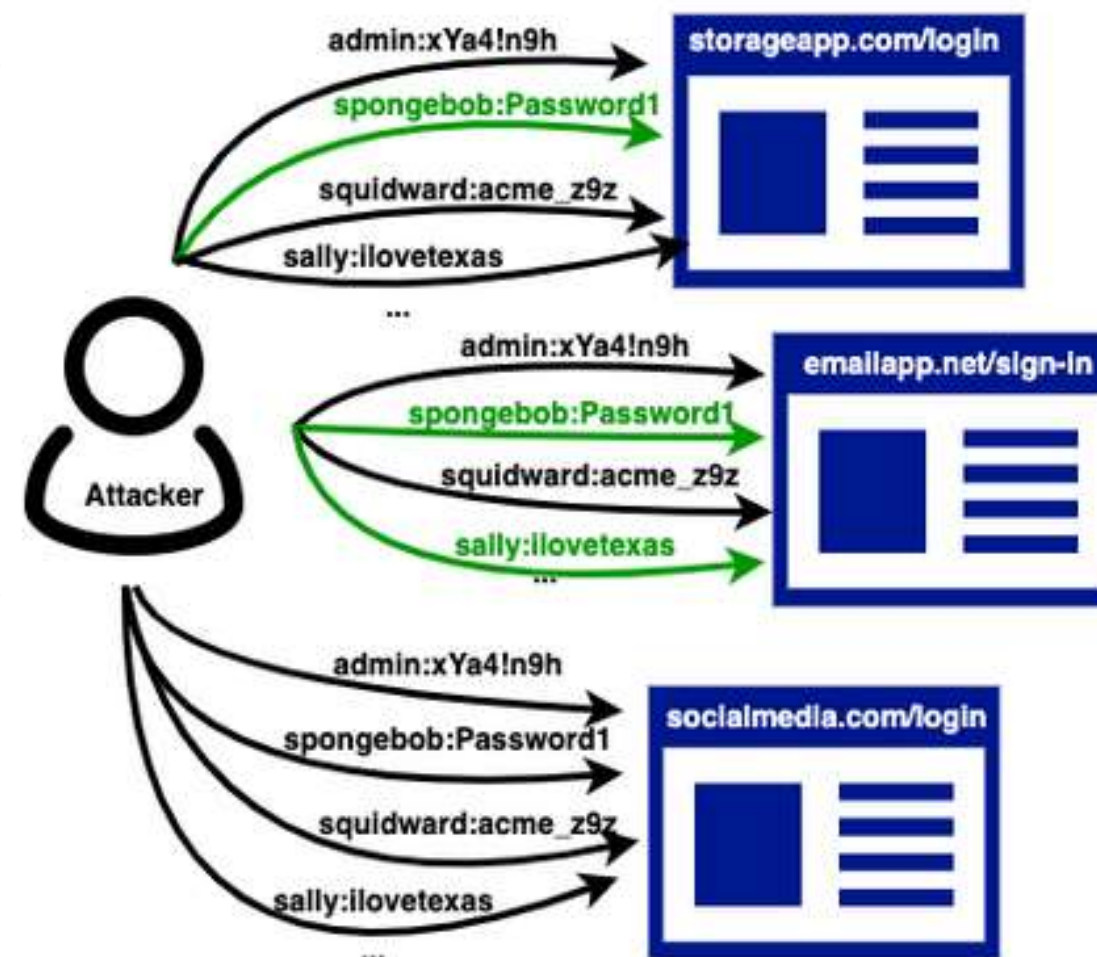 admin:xYa4!n9h
storageapp.com/login
spongebob:Password1
squidward:acme_z9z
sally:ilovetexas
...
admin:xYa4!n9h
emailapp.net/sign-in
spongebob:Password1
squidward:acme_z9z
Attacker
sally:ilovetexas
...
admin:xYa4!n9h
socialmedia.com/login
spongebob:Password1
squidward:acme_z9z
sally:ilovetexas
...